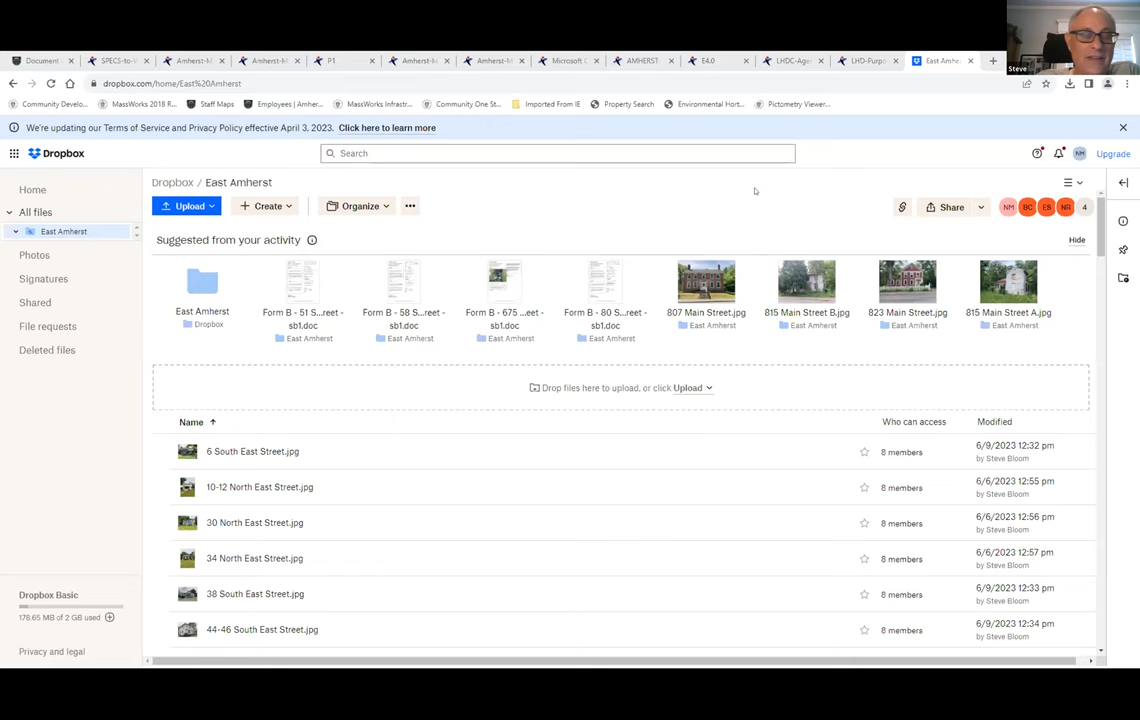 Document
SPECS-to-V
Amherst-M
Amherst-M
P1
Amherst-M
Amherst-M
Microsoft C
AMHERST
E4.0
LHDC-Age
LHD-Purpo
East Amhe
Steve
dropbox.com/home/East%20Amherst
Community Develo...
MassWorks 2018 R...
Staff Maps
Employees | Amher...
MassWorks Infrastr...
Community One St...
Imported From IE
Property Search
Environmental Hort...
Pictometry Viewer...
We're updating our Terms of Service and Privacy Policy effective April 3, 2023. Click here to learn more
Dropbox
Search
NM
Upgrade
Home
All files
East Amherst
Photos
Signatures
Shared
File requests
Deleted files
Dropbox / East Amherst
Upload
Create
Organize
Share
NM BC ES NR 4
Suggested from your activity
Hide
East Amherst
Dropbox
Form B - 51 S...reet - sb1.doc
East Amherst
Form B - 58 S...reet - sb1.doc
East Amherst
Form B - 675 ...eet - sb1.doc
East Amherst
Form B - 80 S...reet - sb1.doc
East Amherst
807 Main Street.jpg
East Amherst
815 Main Street B.jpg
East Amherst
823 Main Street.jpg
East Amherst
815 Main Street A.jpg
East Amherst
Drop files here to upload, or click Upload
Name
Who can access
Modified
6 South East Street.jpg
8 members
6/9/2023 12:32 pm
by Steve Bloom
10-12 North East Street.jpg
8 members
6/6/2023 12:55 pm
by Steve Bloom
30 North East Street.jpg
8 members
6/6/2023 12:56 pm
by Steve Bloom
34 North East Street.jpg
8 members
6/6/2023 12:57 pm
by Steve Bloom
38 South East Street.jpg
8 members
6/9/2023 12:33 pm
by Steve Bloom
44-46 South East Street.jpg
8 members
6/9/2023 12:34 pm
by Steve Bloom
Dropbox Basic
178.65 MB of 2 GB used
Privacy and legal